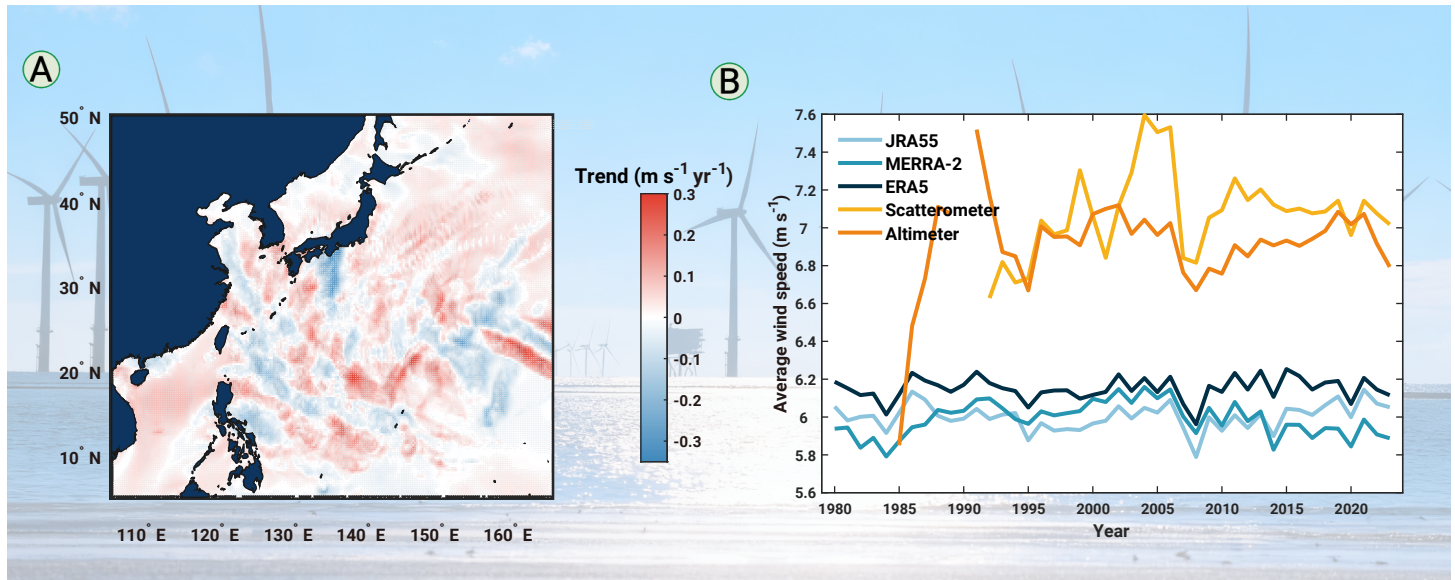 A
50° N
40° N
30° N
20° N
10° N
110° E 120° E 130° E 140° E 150° E 160° E
Trend (m s-1 yr-1)
0.3
0.2
0.1
0
-0.1
-0.2
-0.3
B
Average wind speed (m s-1)
7.6
7.4
7.2
7
6.8
6.6
6.4
6.2
6
5.8
5.6
JRA55
MERRA-2
ERA5
Scatterometer
Altimeter
1980 1985 1990 1995 2000 2005 2010 2015 2020
Year